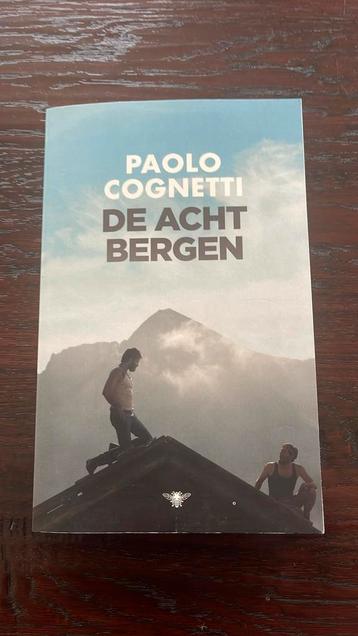 PAOLO
COGNETTI
DE ACHT
BERGEN